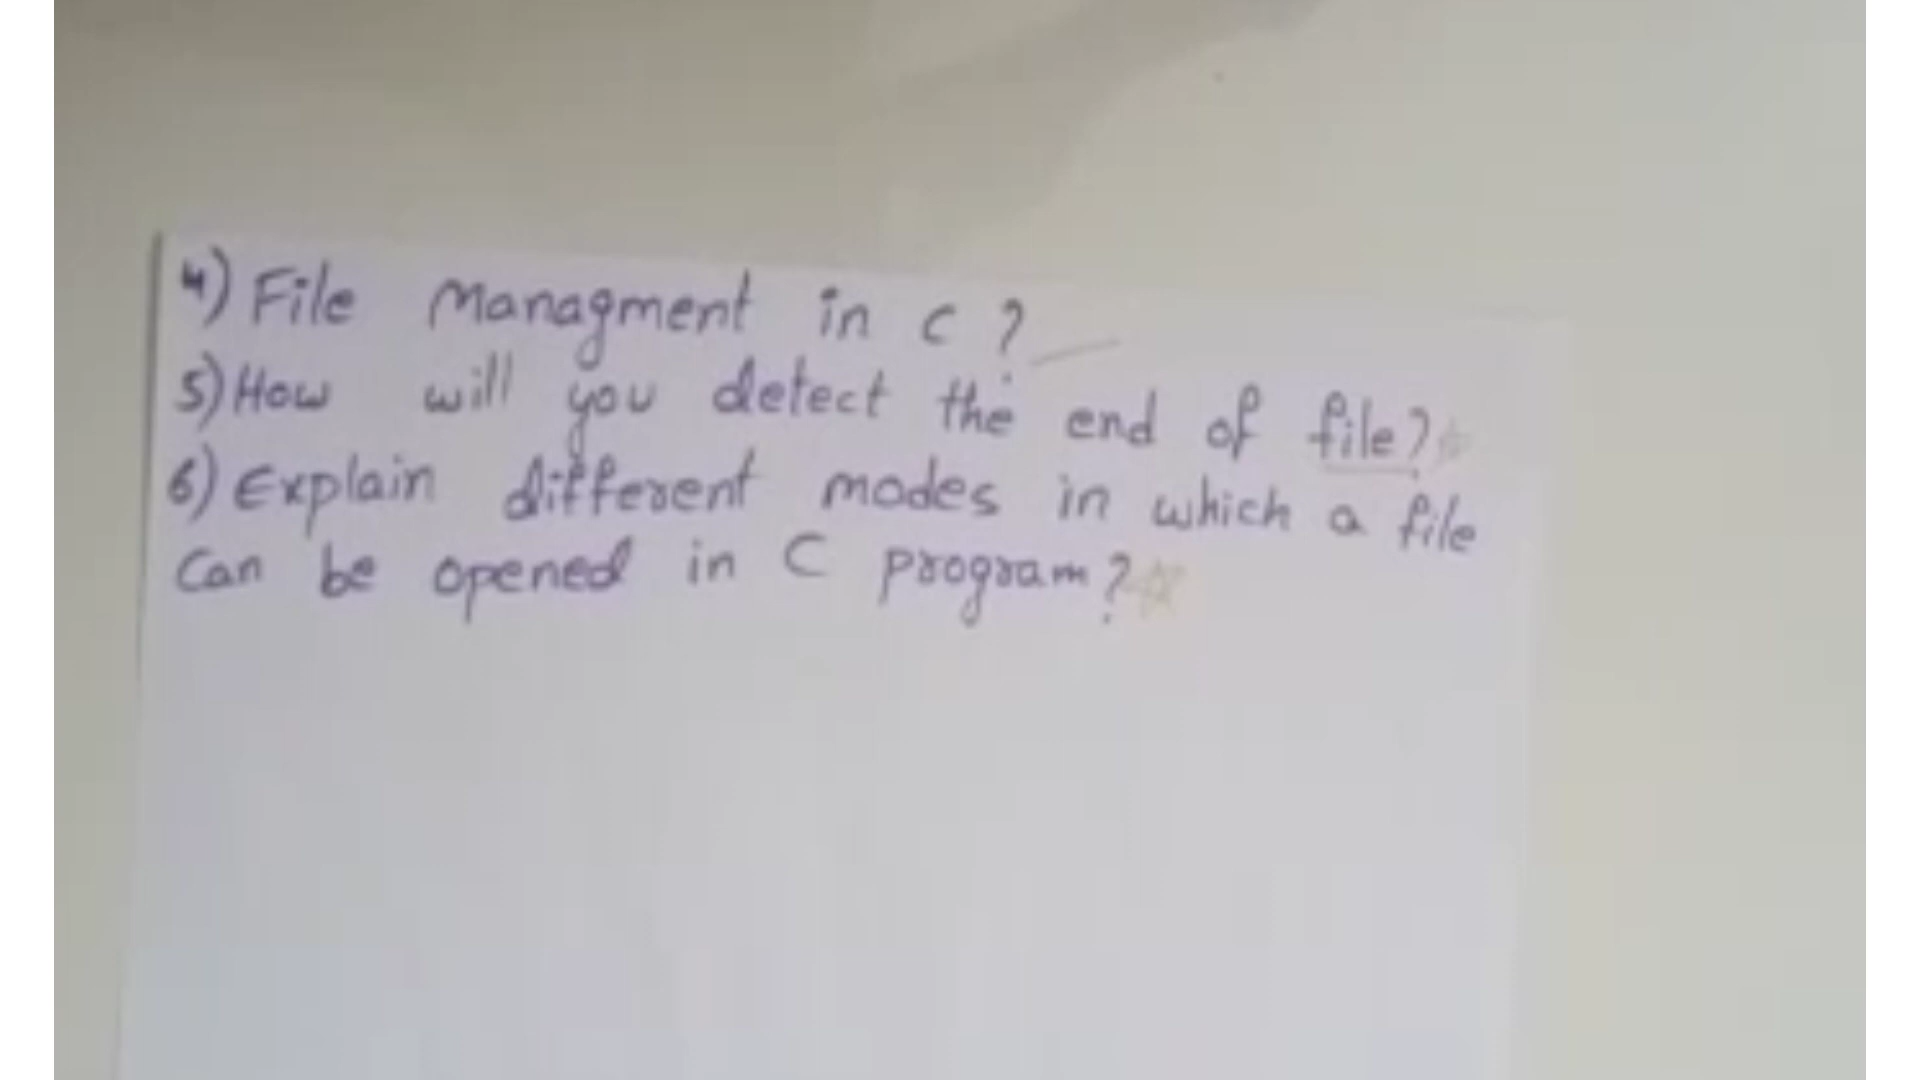 4) File Managment in C?
5) How will you detect the end of file?
6) Explain different modes in which a file
can be opened in C program?